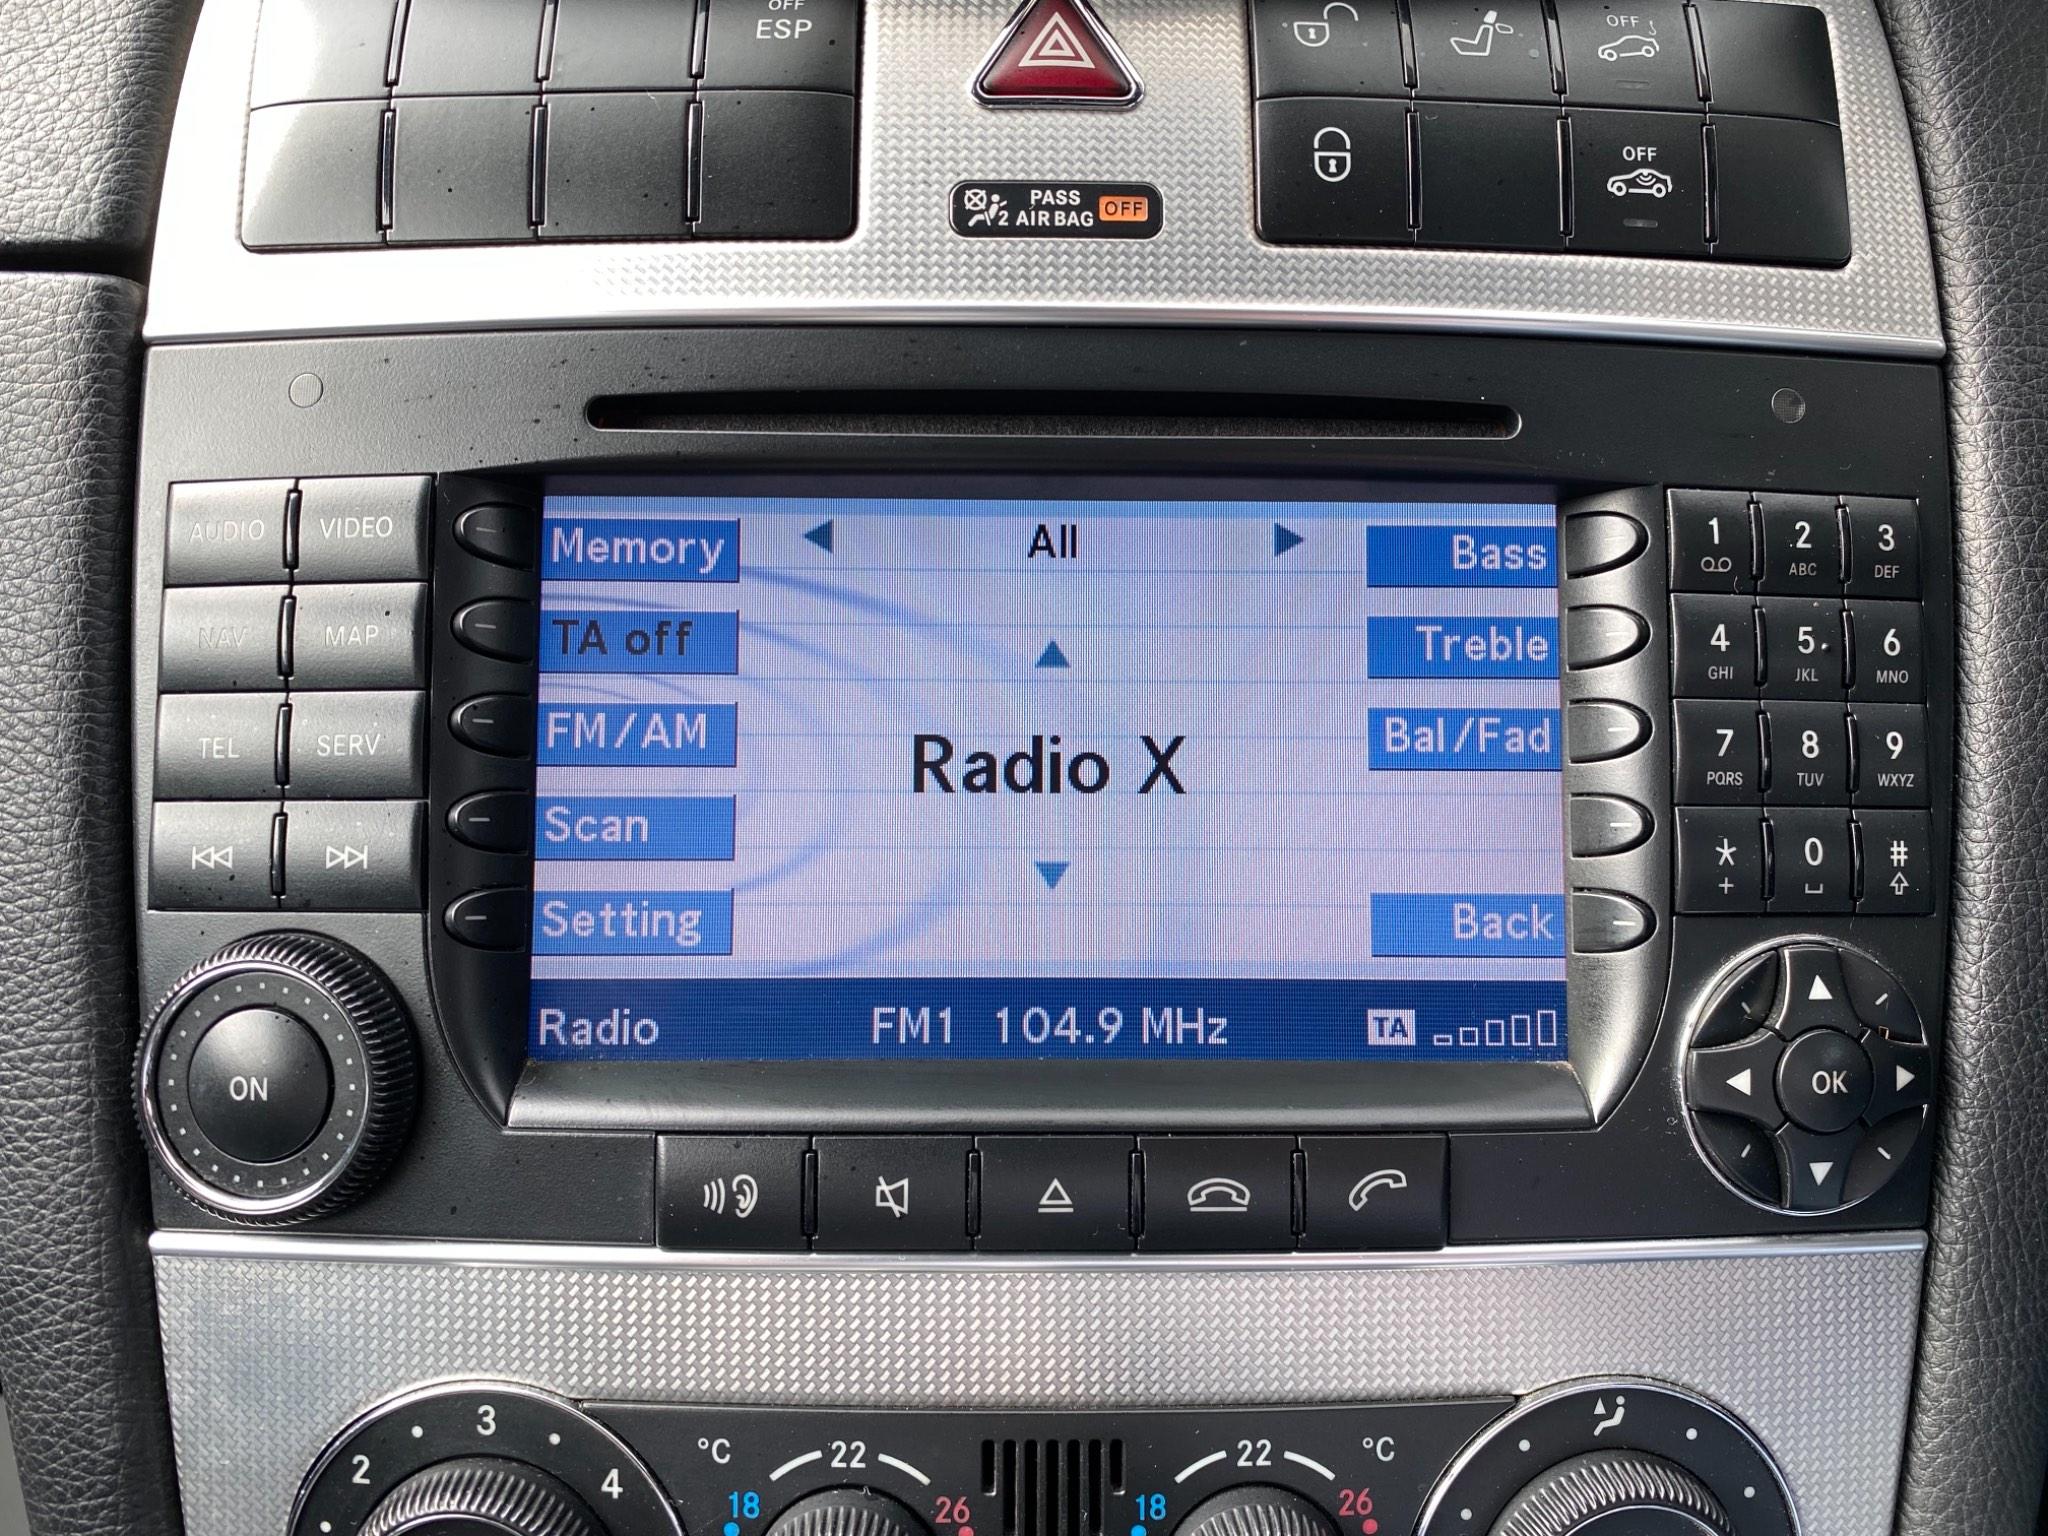 OFF
ESP
OFF
OFF
PASS
AIR BAG OFF
2
AUDIO VIDEO
NAV MAP
TEL SERV
Memory
TA off
FM/AM
Scan
Setting
All
Radio X
Bass
Treble
Bal/Fad
Back
Radio FM1 104.9 MHz TA
1 2 3
ABC DEF
4 5 6
GHI JKL MNO
7 8 9
PQRS TUV WXYZ
* 0 #
+
ON
OK
2 3 4
°C 22
18 26
22 °C
18 26